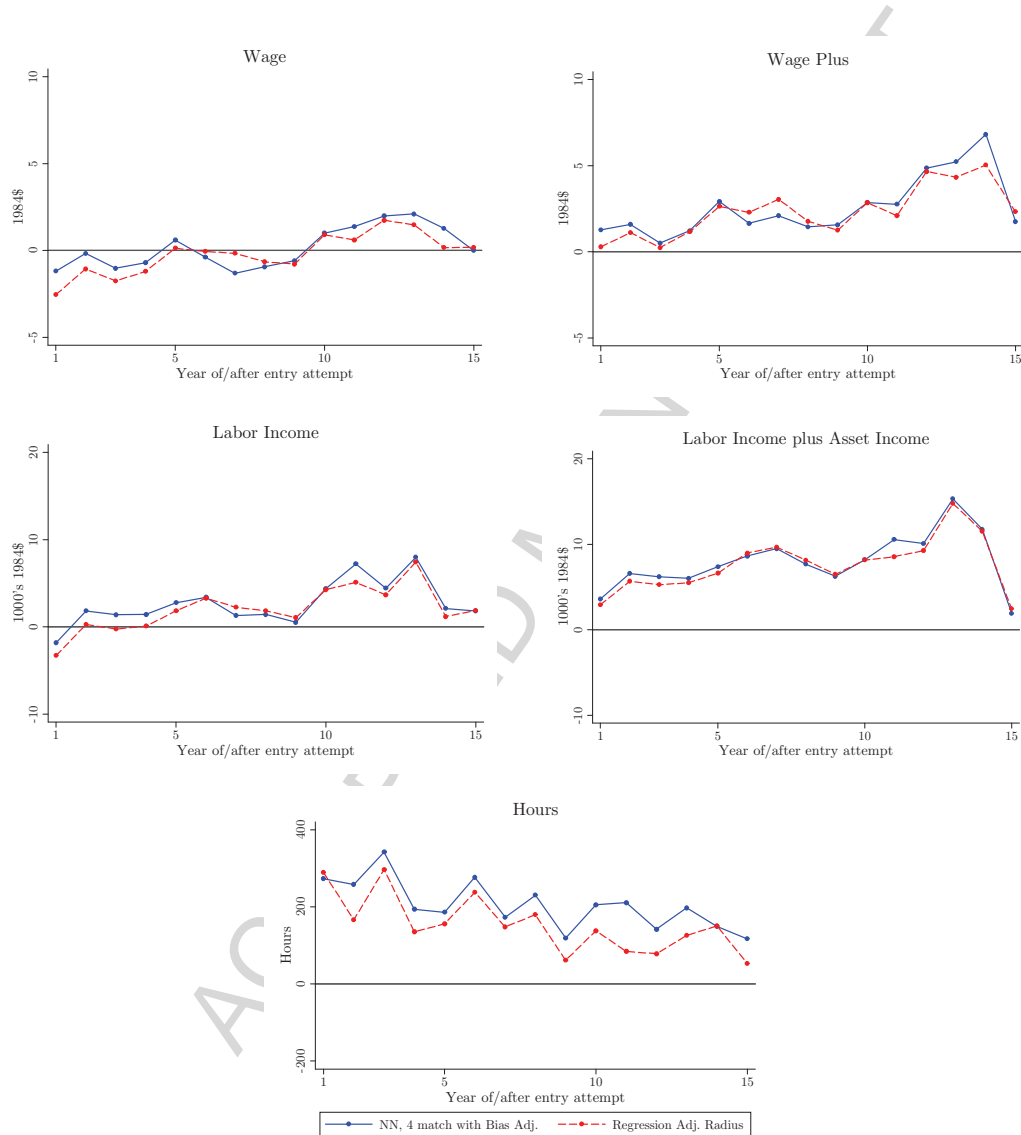 Wage
10
5
0
-5
1984$
1
5
10
15
Year of/after entry attempt
Wage Plus
10
5
0
-5
1984$
1
5
10
15
Year of/after entry attempt
Labor Income
20
10
0
-10
1000's 1984$
1
5
10
15
Year of/after entry attempt
Labor Income plus Asset Income
20
10
0
-10
1000's 1984$
1
5
10
15
Year of/after entry attempt
Hours
400
200
0
-200
Hours
1
5
10
15
Year of/after entry attempt
NN, 4 match with Bias Adj.
Regression Adj. Radius